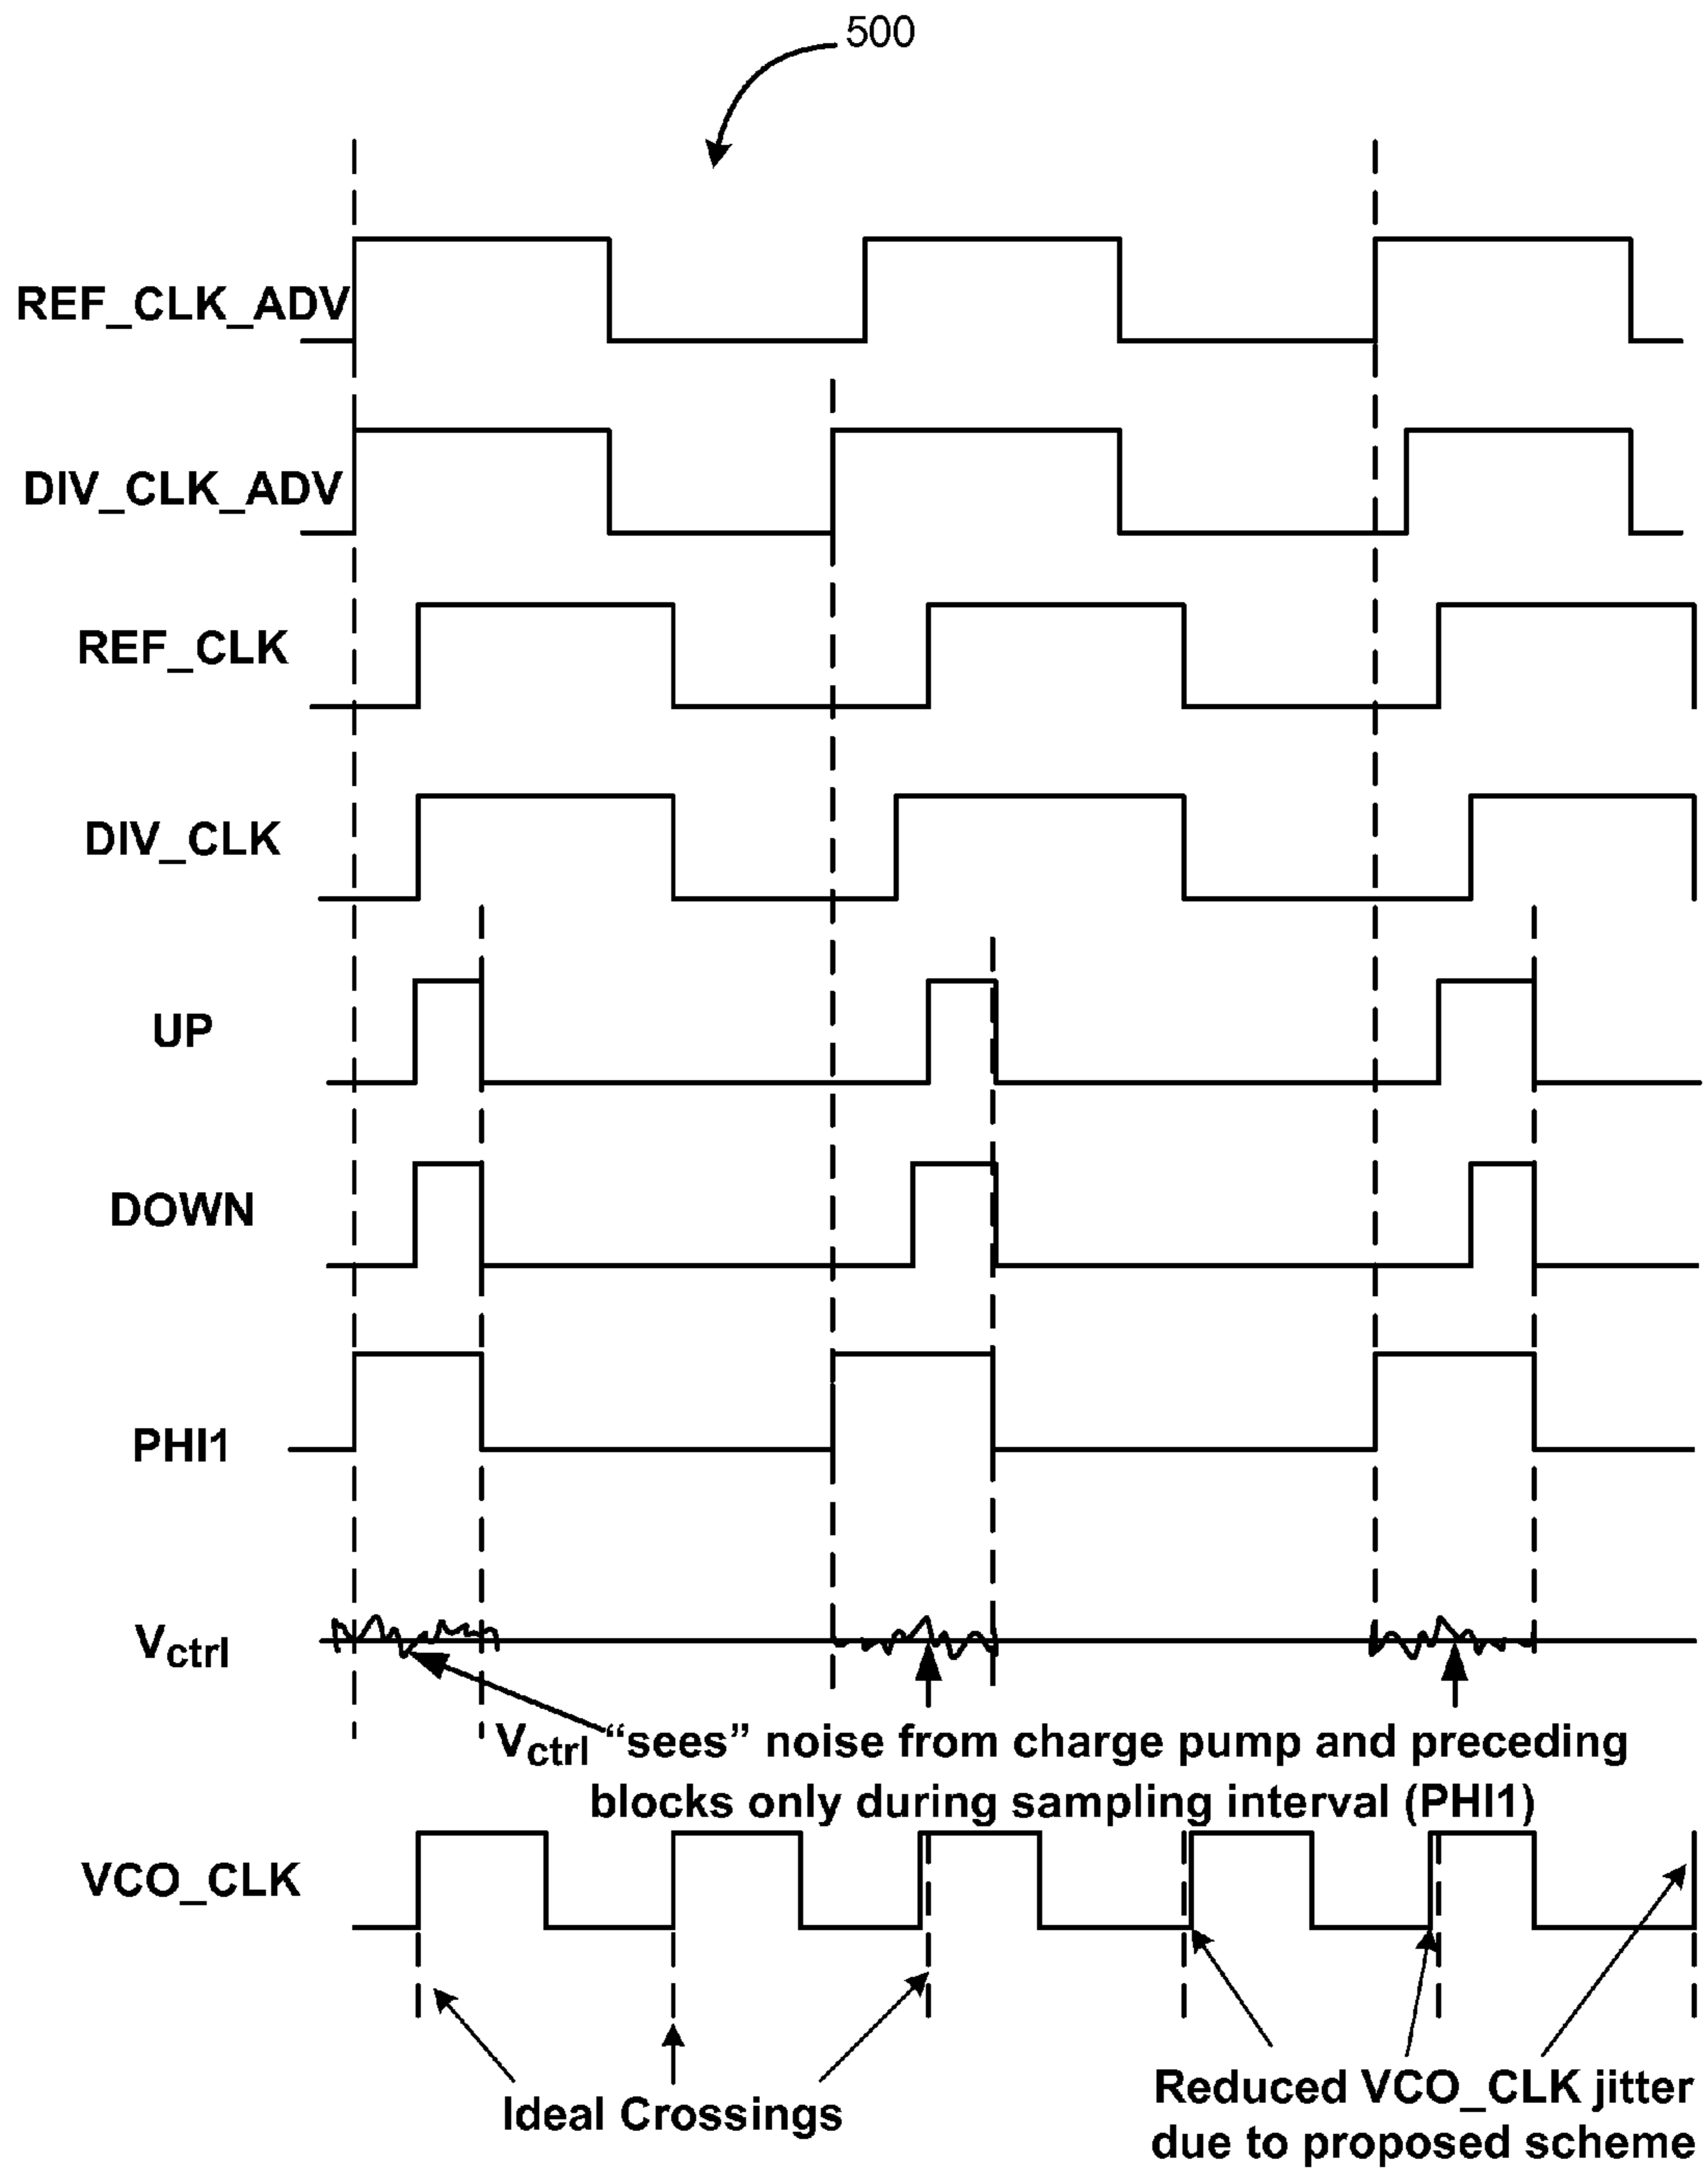 500
REF_CLK_ADV
DIV_CLK_ADV
REF_CLK
DIV_CLK
UP
DOWN
PHI1
Vctrl
Vctrl “sees” noise from charge pump and preceding
blocks only during sampling interval (PHI1)
VCO_CLK
Ideal Crossings
Reduced VCO_CLK jitter
due to proposed scheme